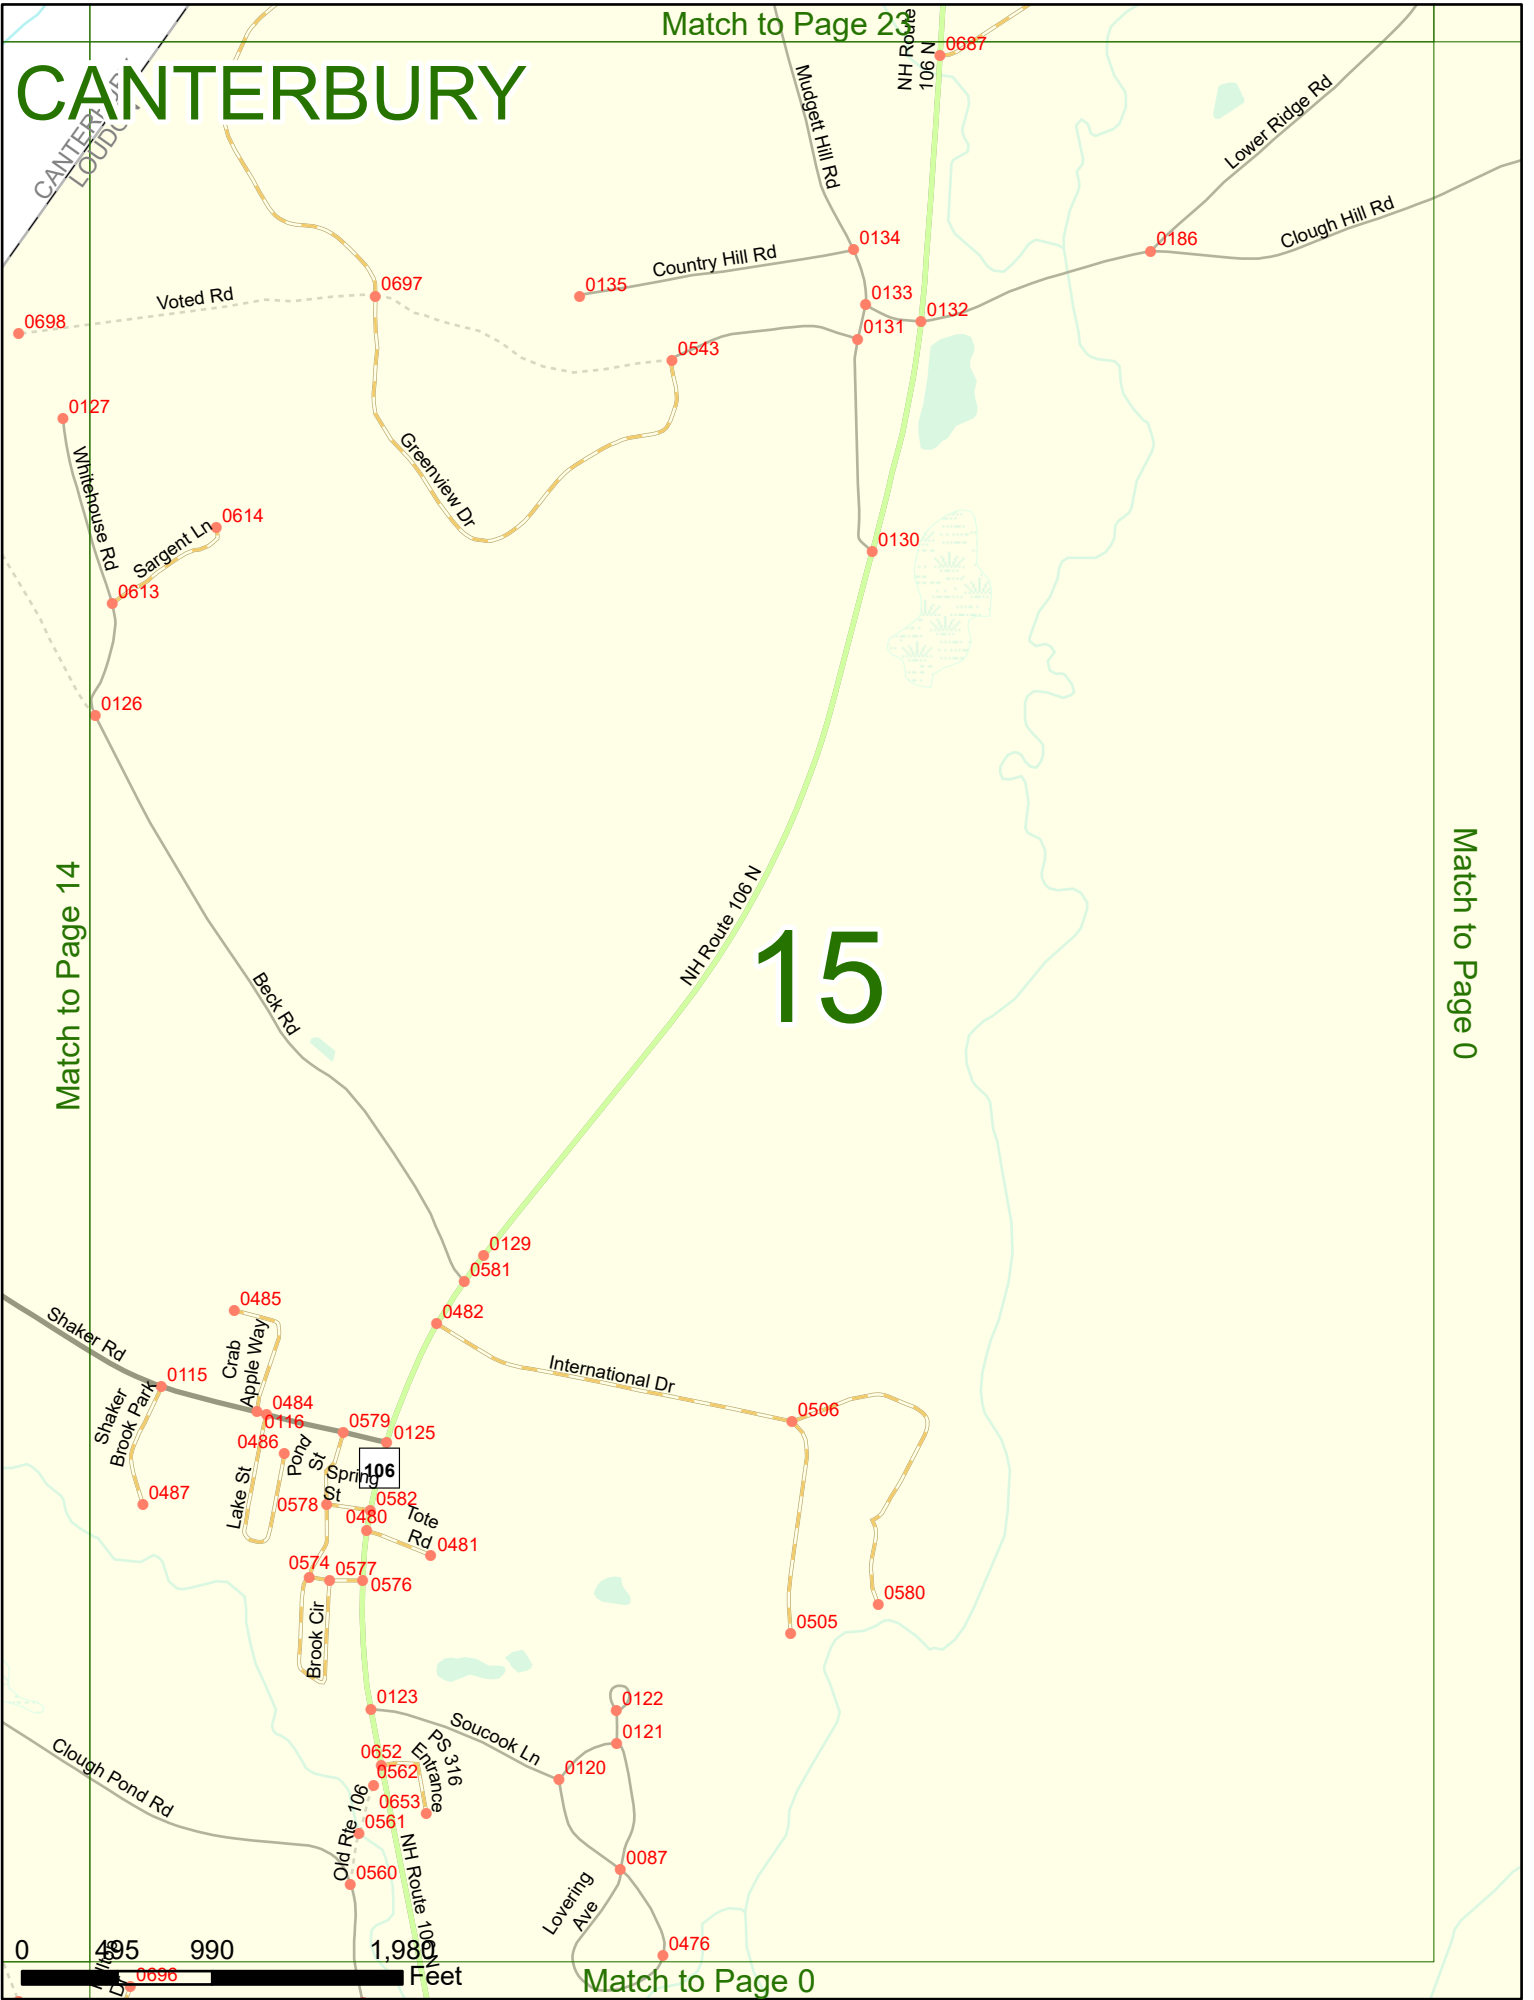 Match to Page 23
NH Route
106 N
0687
CANTERBURY
LOUDO
Mudgett Hill Rd
Lower Ridge Rd
Clough Hill Rd
0134
0186
Country Hill Rd
0135
0697
Voted Rd
0133
0132
0698
0131
0543
0127
Greenview Dr
Whitehouse Rd
0614
Sargent Ln
0130
0613
0126
Match to Page 14
NH Route 106 N
15
Match to Page 0
Beck Rd
0129
0581
0485
0482
Shaker Rd
Crab
Apple Way
International Dr
0115
Shaker
Brook Park
0484
0116
0579
0125
0506
0486
Pond
St
106
Spring
St
Lake St
0487
0578
0582
0480
Tote
Rd
0481
0574
0577
0576
0580
Brook Cir
0505
0123
0122
Soucook Ln
0121
PS 316
Entrance
0652
0562
0120
Clough Pond Rd
0653
Old Rte 106
0561
NH Route 106 N
0560
0087
Lovering
Ave
0476
0 495 990 1,980
Feet
0696
Dr
Match to Page 0